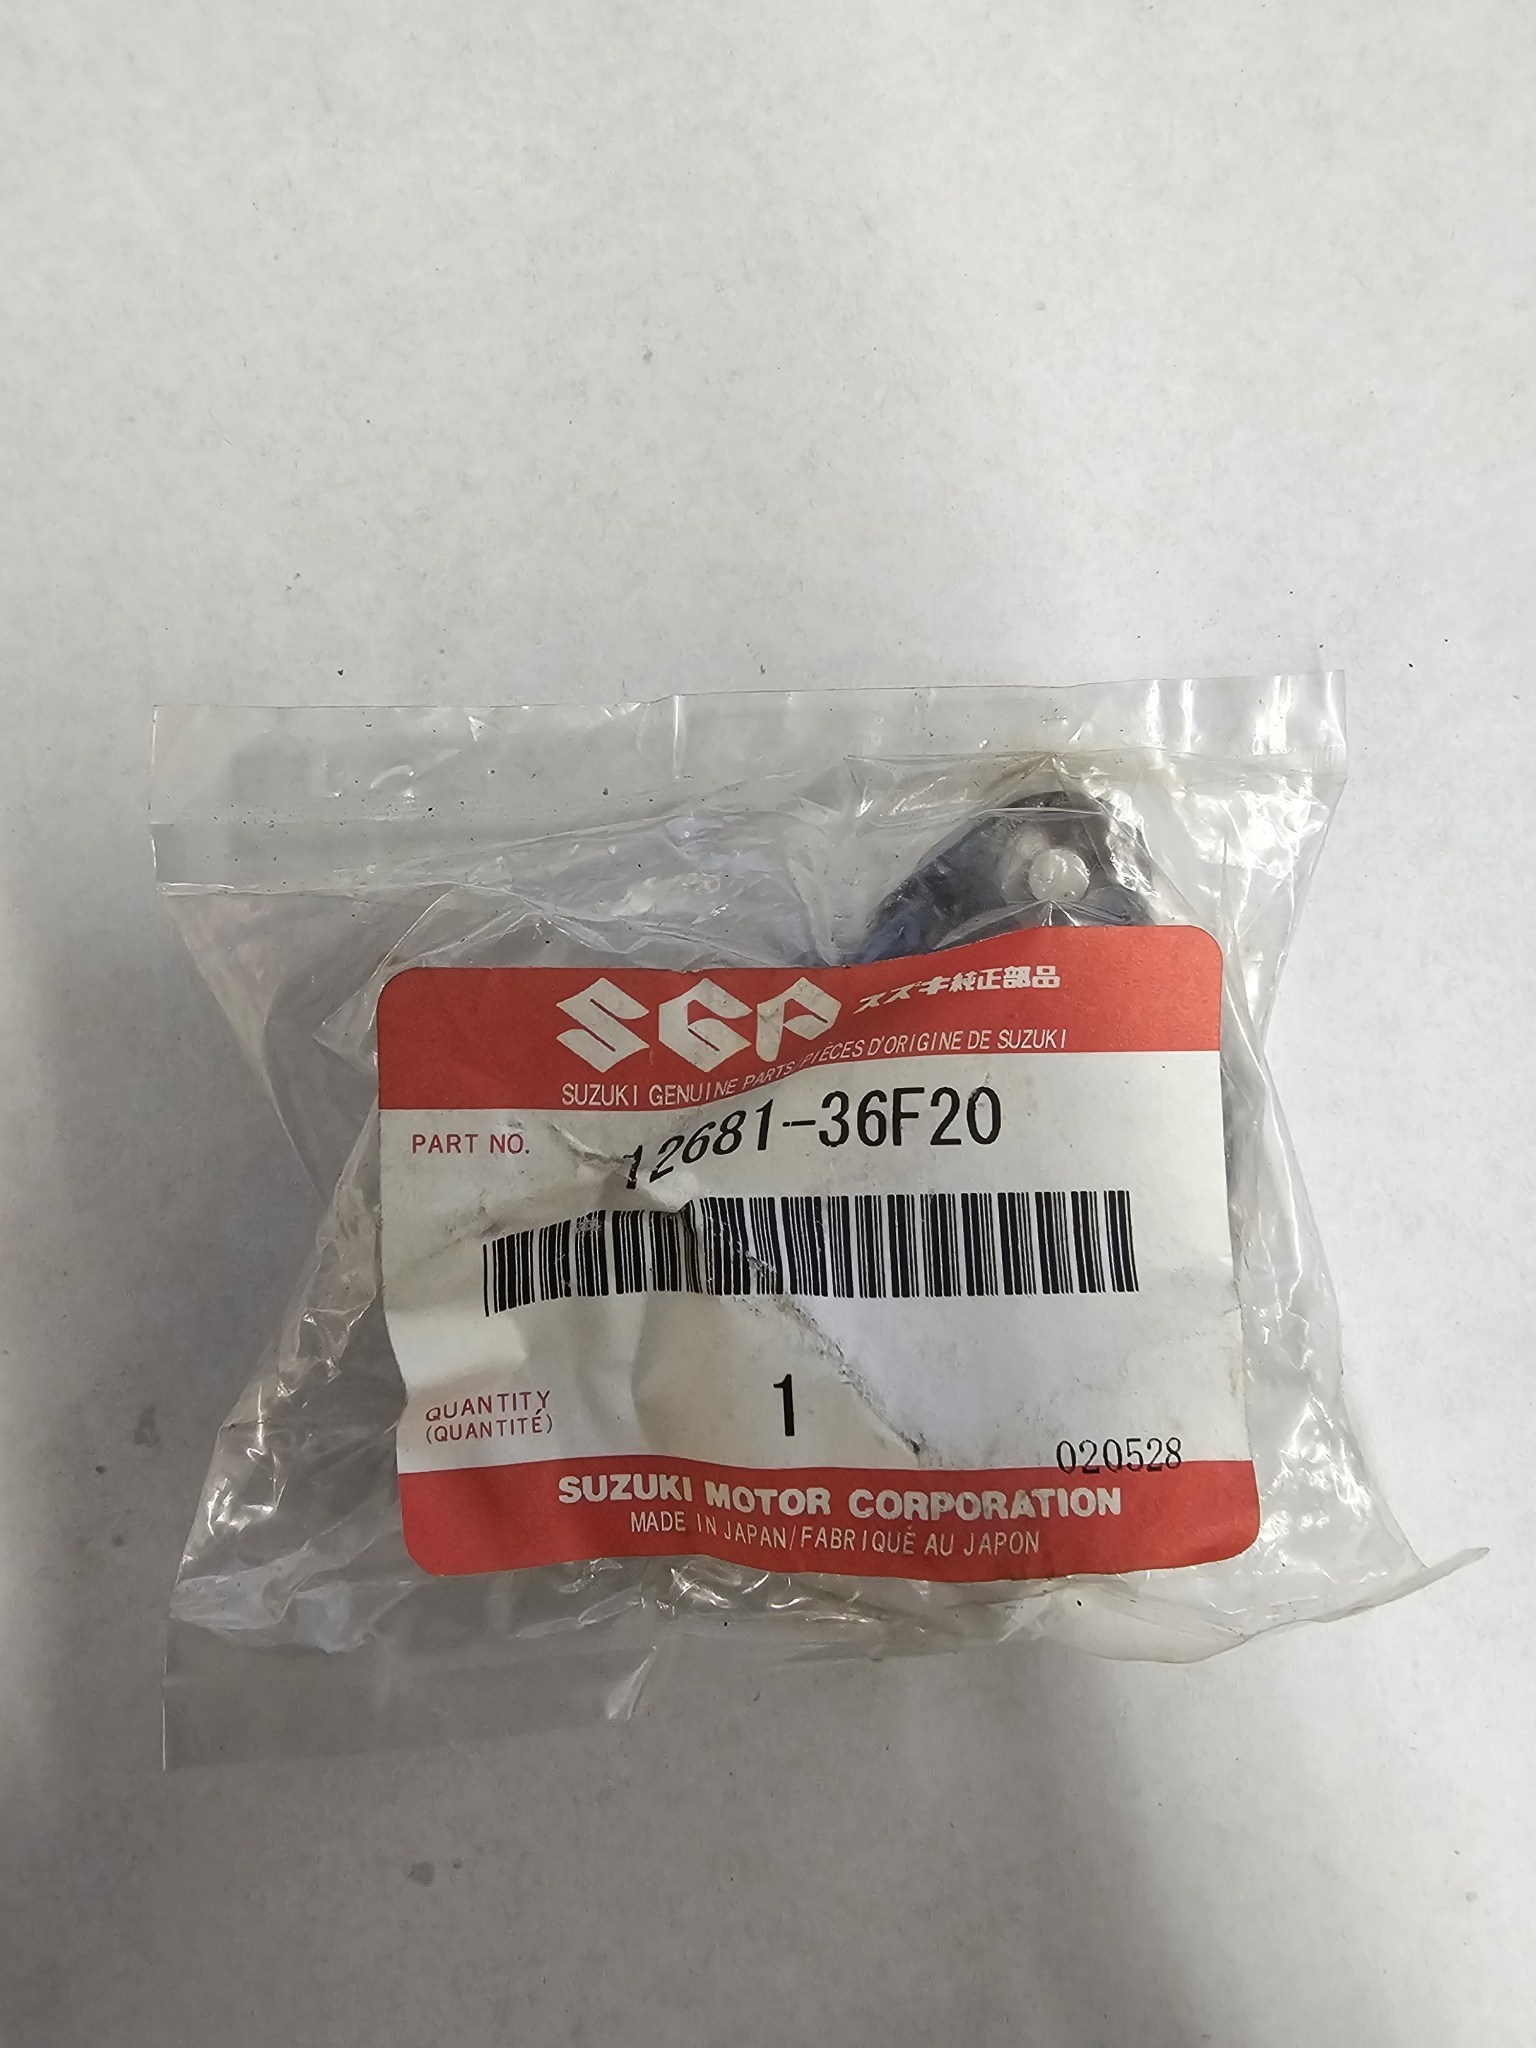 SGP スズキ純正部品
SUZUKI GENUINE PARTS/PIÈCES D'ORIGINE DE SUZUKI
PART NO. 12681-36F20
QUANTITY
(QUANTITÉ) 1
020528
SUZUKI MOTOR CORPORATION
MADE IN JAPAN/FABRIQUÉ AU JAPON